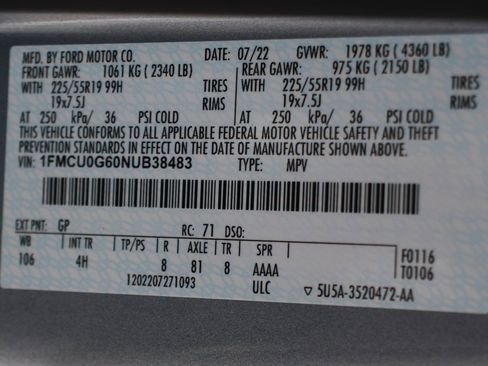 MFD. BY FORD MOTOR CO. 07/22 GVWR: 1978 KG ( 4360 LB)
FRONT GAWR: 1061 KG ( 2340 LB) REAR GAWR: 975 KG ( 2150 LB)
WITH 225/55R19 99H TIRES WITH 225/55R19 99H TIRES
19x7.5J RIMS 19x7.5J RIMS
AT 250 kPa/ 36 PSI COLD AT 250 kPa/ 36 PSI COLD
THIS VEHICLE CONFORMS TO ALL APPLICABLE FEDERAL MOTOR VEHICLE SAFETY AND THEFT
PREVENTION STANDARDS IN EFFECT ON THE DATE OF MANUFACTURE SHOWN ABOVE.
VIN: 1FMCU0G60NUB38483 TYPE: MPV
EXT PNT: GP RC: 71 DSO:
WB INT TR TP/PS R AXLE TR SPR F0116
106 4H 8 81 8 AAAA T0106
1202207271093 ULC ▽ 5U5A-3520472-AA